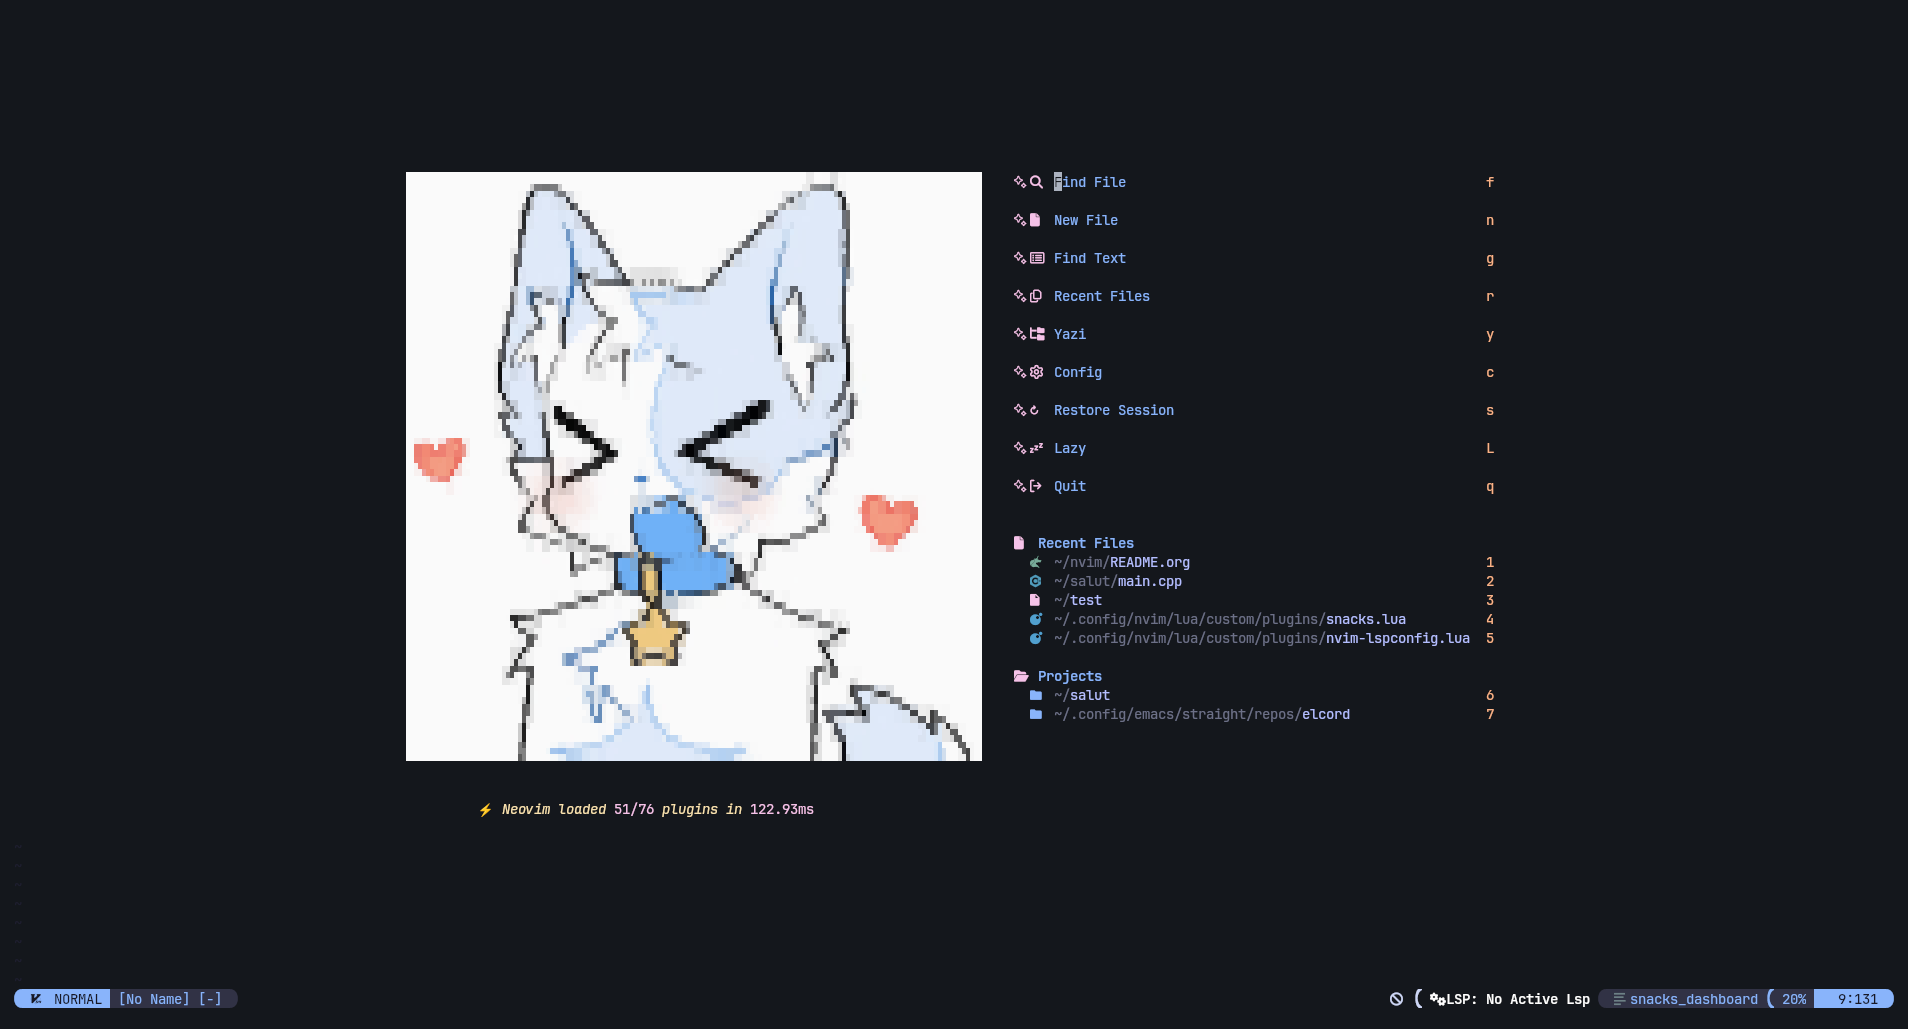 Find File f
New File n
Find Text g
Recent Files r
Yazi y
Config c
Restore Session s
Lazy L
Quit q
Recent Files
~/nvim/README.org 1
~/salut/main.cpp 2
~/test 3
~/.config/nvim/lua/custom/plugins/snacks.lua 4
~/.config/nvim/lua/custom/plugins/nvim-lspconfig.lua 5
Projects
~/salut 6
~/.config/emacs/straight/repos/elcord 7
⚡ Neovim loaded 51/76 plugins in 122.93ms
~
~
~
~
~
~
~
~
NORMAL [No Name] [-] LSP: No Active Lsp snacks_dashboard 20% 9:131